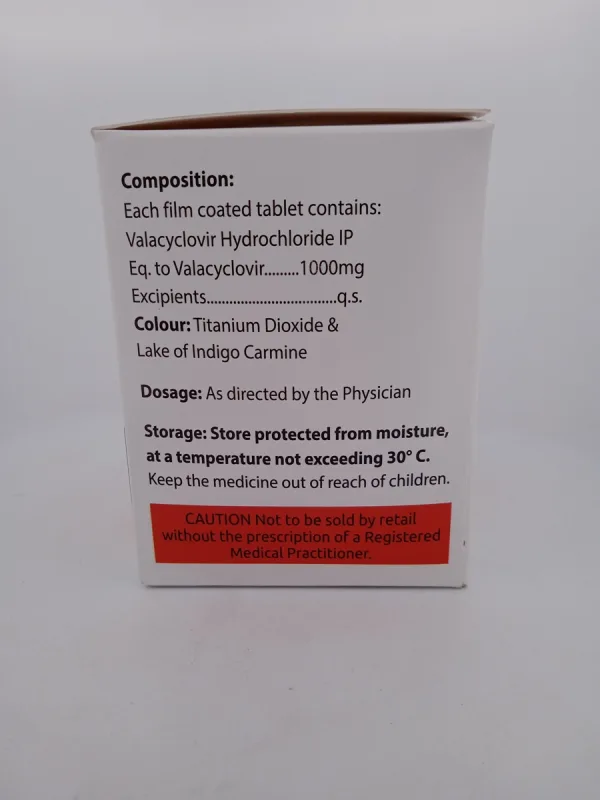 Composition:
Each film coated tablet contains:
Valacyclovir Hydrochloride IP
Eq. to Valacyclovir.........1000mg
Excipients..................................q.s.
Colour: Titanium Dioxide &
Lake of Indigo Carmine
Dosage: As directed by the Physician
Storage: Store protected from moisture,
at a temperature not exceeding 30° C.
Keep the medicine out of reach of children.
CAUTION Not to be sold by retail
without the prescription of a Registered
Medical Practitioner.